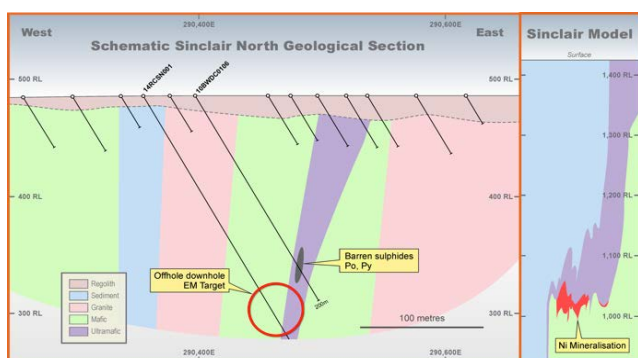 290,400E
290,600E
West
East
Schematic Sinclair North Geological Section
500 RL
500 RL
14RCSN001
10BWDC0106
400 RL
400 RL
Barren sulphides
Po, Py
Offhole downhole
EM Target
200m
Regolith
Sediment
Granite
Mafic
Ultramafic
300 RL
300 RL
100 metres
290,400E
290,600E
Sinclair Model
Surface
1,400 RL
1,300 RL
1,200 RL
1,100 RL
1,000 RL
Ni Mineralisation